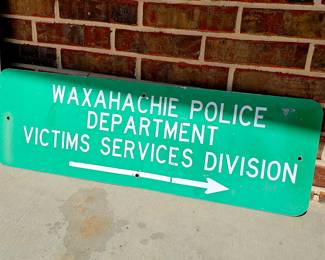 WAXAHACHIE POLICE
DEPARTMENT
VICTIMS SERVICES DIVISION